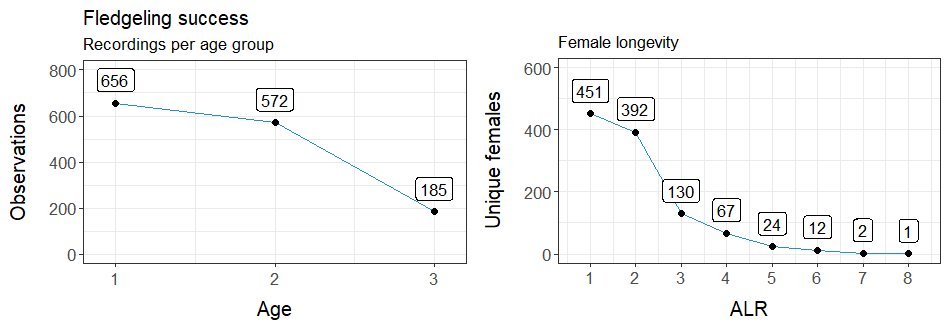 Fledgeling success
Recordings per age group
800
600
400
200
0
Observations
656
572
185
1 2 3
Age
Female longevity
600
400
200
0
Unique females
451
392
130
67
24
12
2
1
1 2 3 4 5 6 7 8
ALR